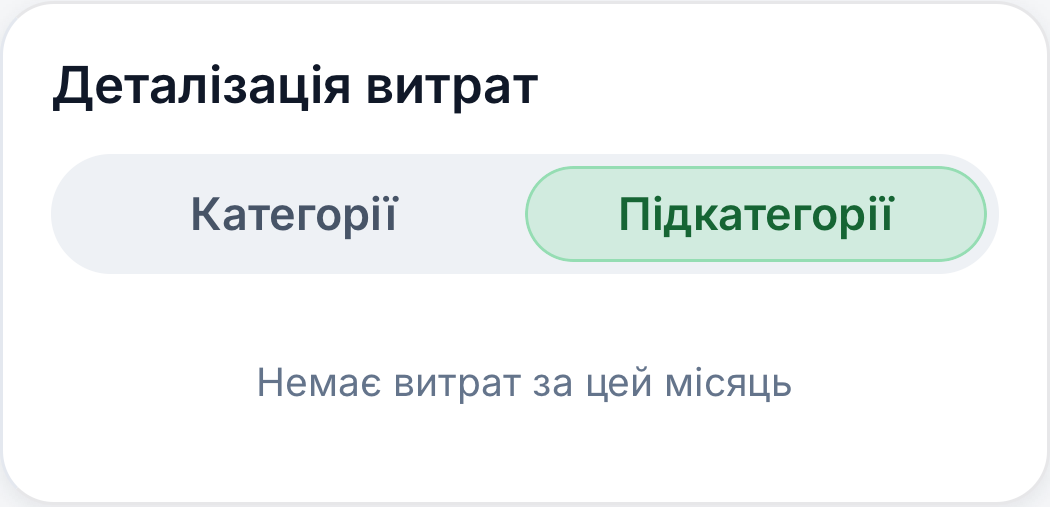 Деталізація витрат
Категорії
Підкатегорії
Немає витрат за цей місяць